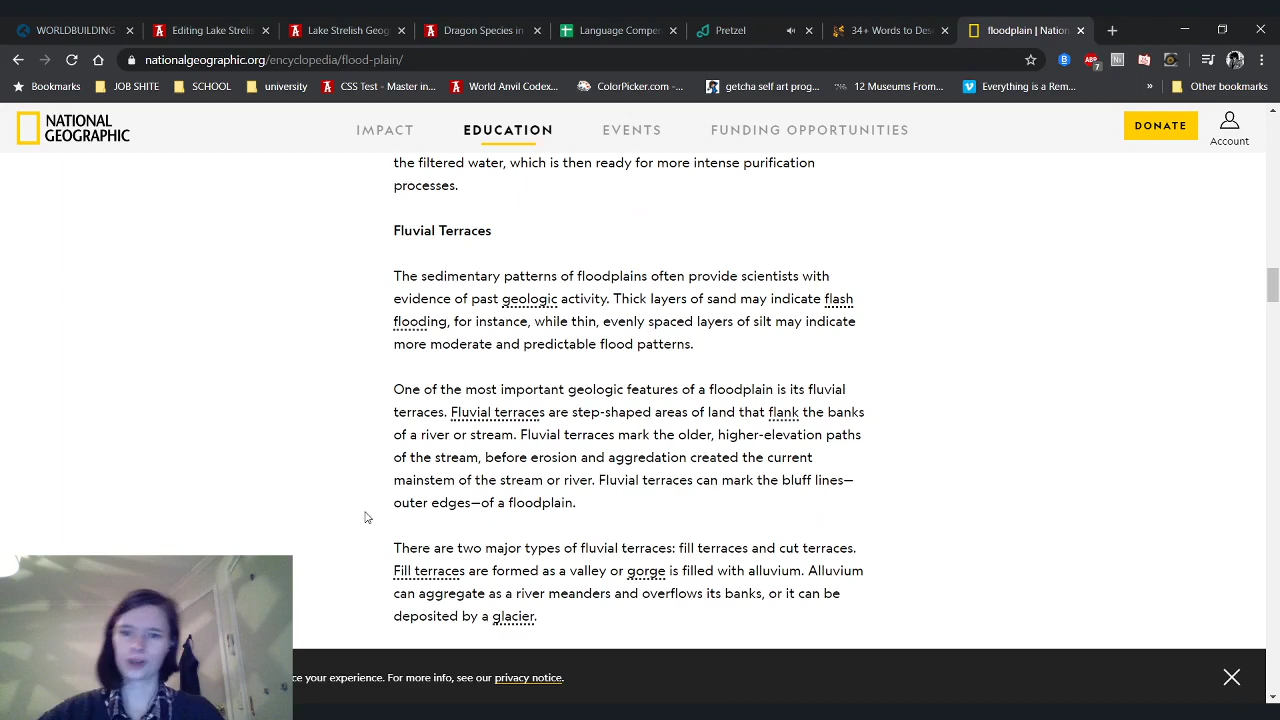 WORLDBUILDING
Editing Lake Streli
Lake Strelish Geog
Dragon Species in
Language Compe
Pretzel
34+ Words to Des
floodplain | Nation
nationalgeographic.org/encyclopedia/flood-plain/
7
Bookmarks
JOB SHITE
SCHOOL
university
CSS Test - Master in...
World Anvil Codex...
ColorPicker.com -...
getcha self art prog...
12 Museums From...
Everything is a Rem...
»
Other bookmarks
NATIONAL
GEOGRAPHIC
IMPACT
EDUCATION
EVENTS
FUNDING OPPORTUNITIES
DONATE
Account
the filtered water, which is then ready for more intense purification
processes.
Fluvial Terraces
The sedimentary patterns of floodplains often provide scientists with
evidence of past geologic activity. Thick layers of sand may indicate flash
flooding, for instance, while thin, evenly spaced layers of silt may indicate
more moderate and predictable flood patterns.
One of the most important geologic features of a floodplain is its fluvial
terraces. Fluvial terraces are step-shaped areas of land that flank the banks
of a river or stream. Fluvial terraces mark the older, higher-elevation paths
of the stream, before erosion and aggredation created the current
mainstem of the stream or river. Fluvial terraces can mark the bluff lines—
outer edges—of a floodplain.
There are two major types of fluvial terraces: fill terraces and cut terraces.
Fill terraces are formed as a valley or gorge is filled with alluvium. Alluvium
can aggregate as a river meanders and overflows its banks, or it can be
deposited by a glacier.
ce your experience. For more info, see our privacy notice.